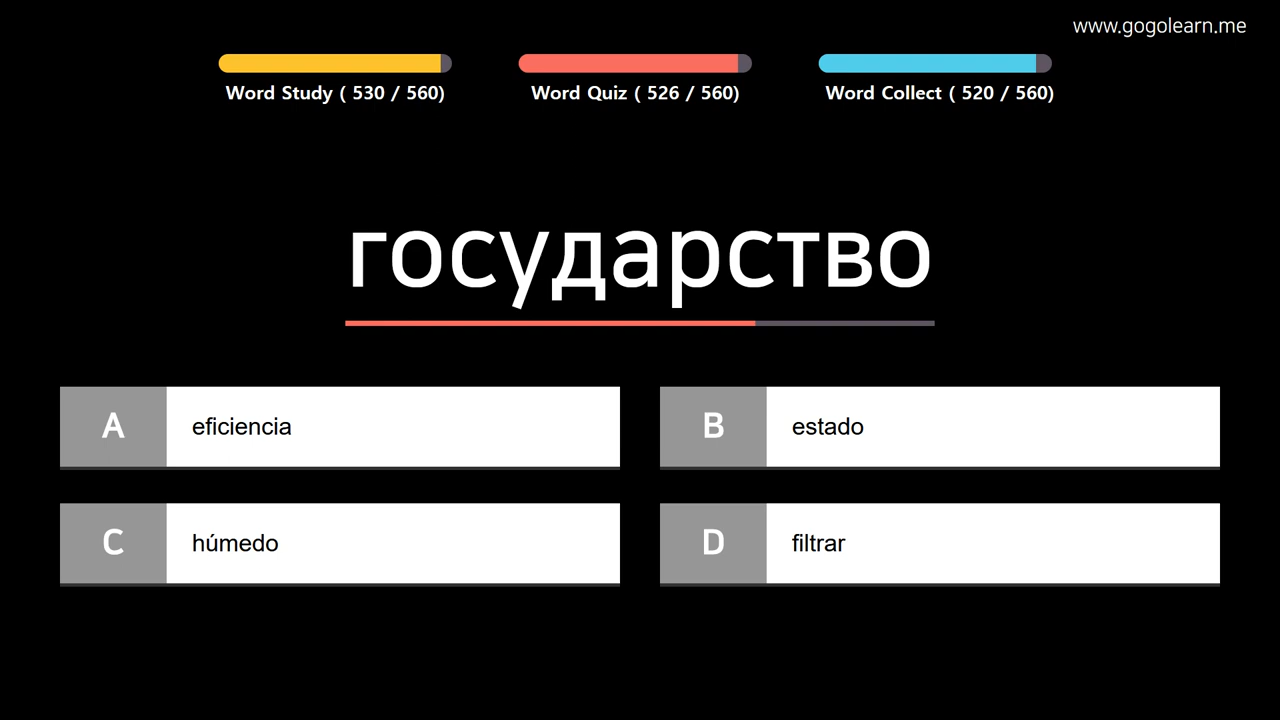 www.gogolearn.me
Word Study ( 530 / 560)
Word Quiz ( 526 / 560)
Word Collect ( 520 / 560)
государство
A eficiencia
B estado
C húmedo
D filtrar